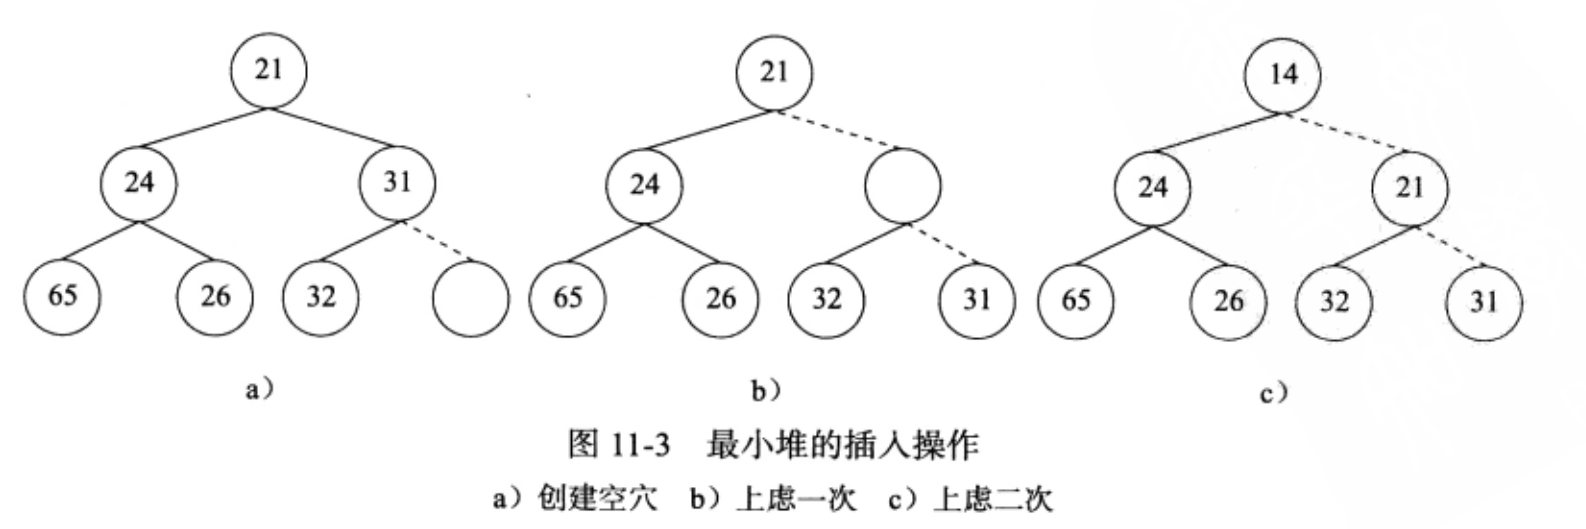 21 21 14
24 31 24 24 21
65 26 32 65 26 32 31 65 26 32 31
a） b） c）
图 11-3 最小堆的插入操作
a）创建空穴 b）上虑一次 c）上虑二次